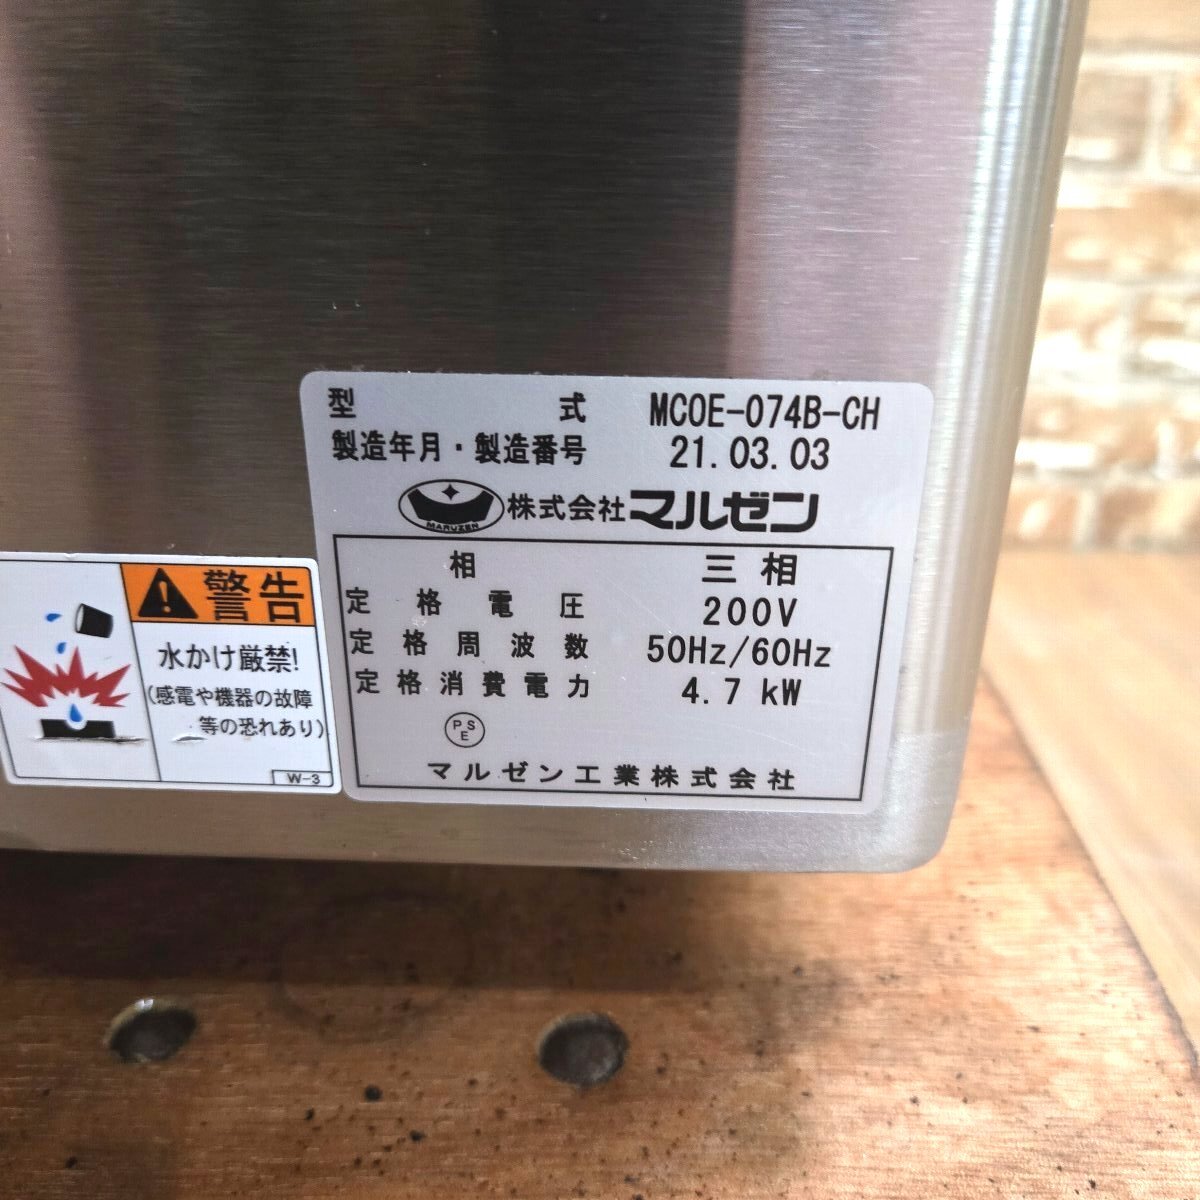 型式 MCOE-074B-CH
製造年月・製造番号 21.03.03
MARUZEN 株式会社マルゼン
相 三相
定格電圧 200V
定格周波数 50Hz/60Hz
定格消費電力 4.7 kW
PSE
マルゼン工業株式会社
警告
水かけ厳禁!
(感電や機器の故障
等の恐れあり)
W-3